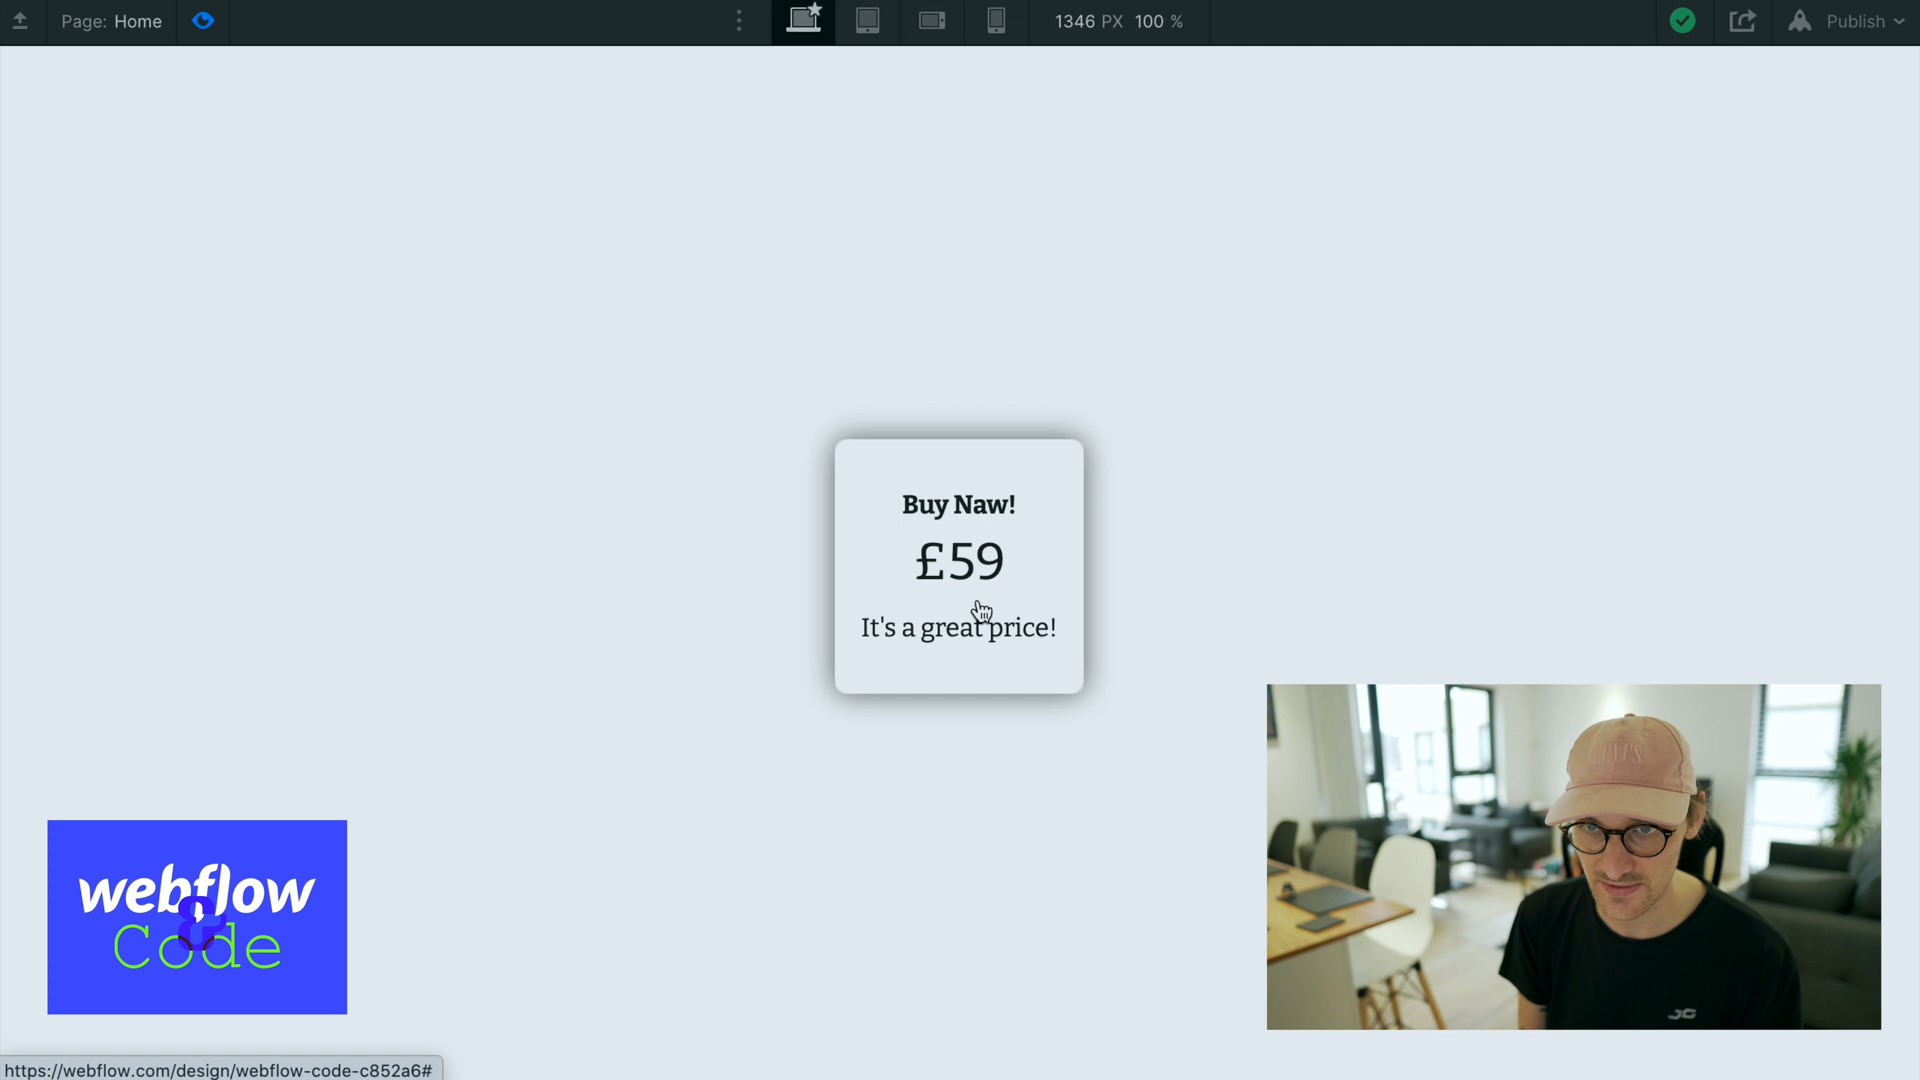 Page: Home
1346 PX 100 %
Publish
Buy Naw!
£59
It's a great price!
webflow
&
Code
LEVI'S
https://webflow.com/design/webflow-code-c852a6#